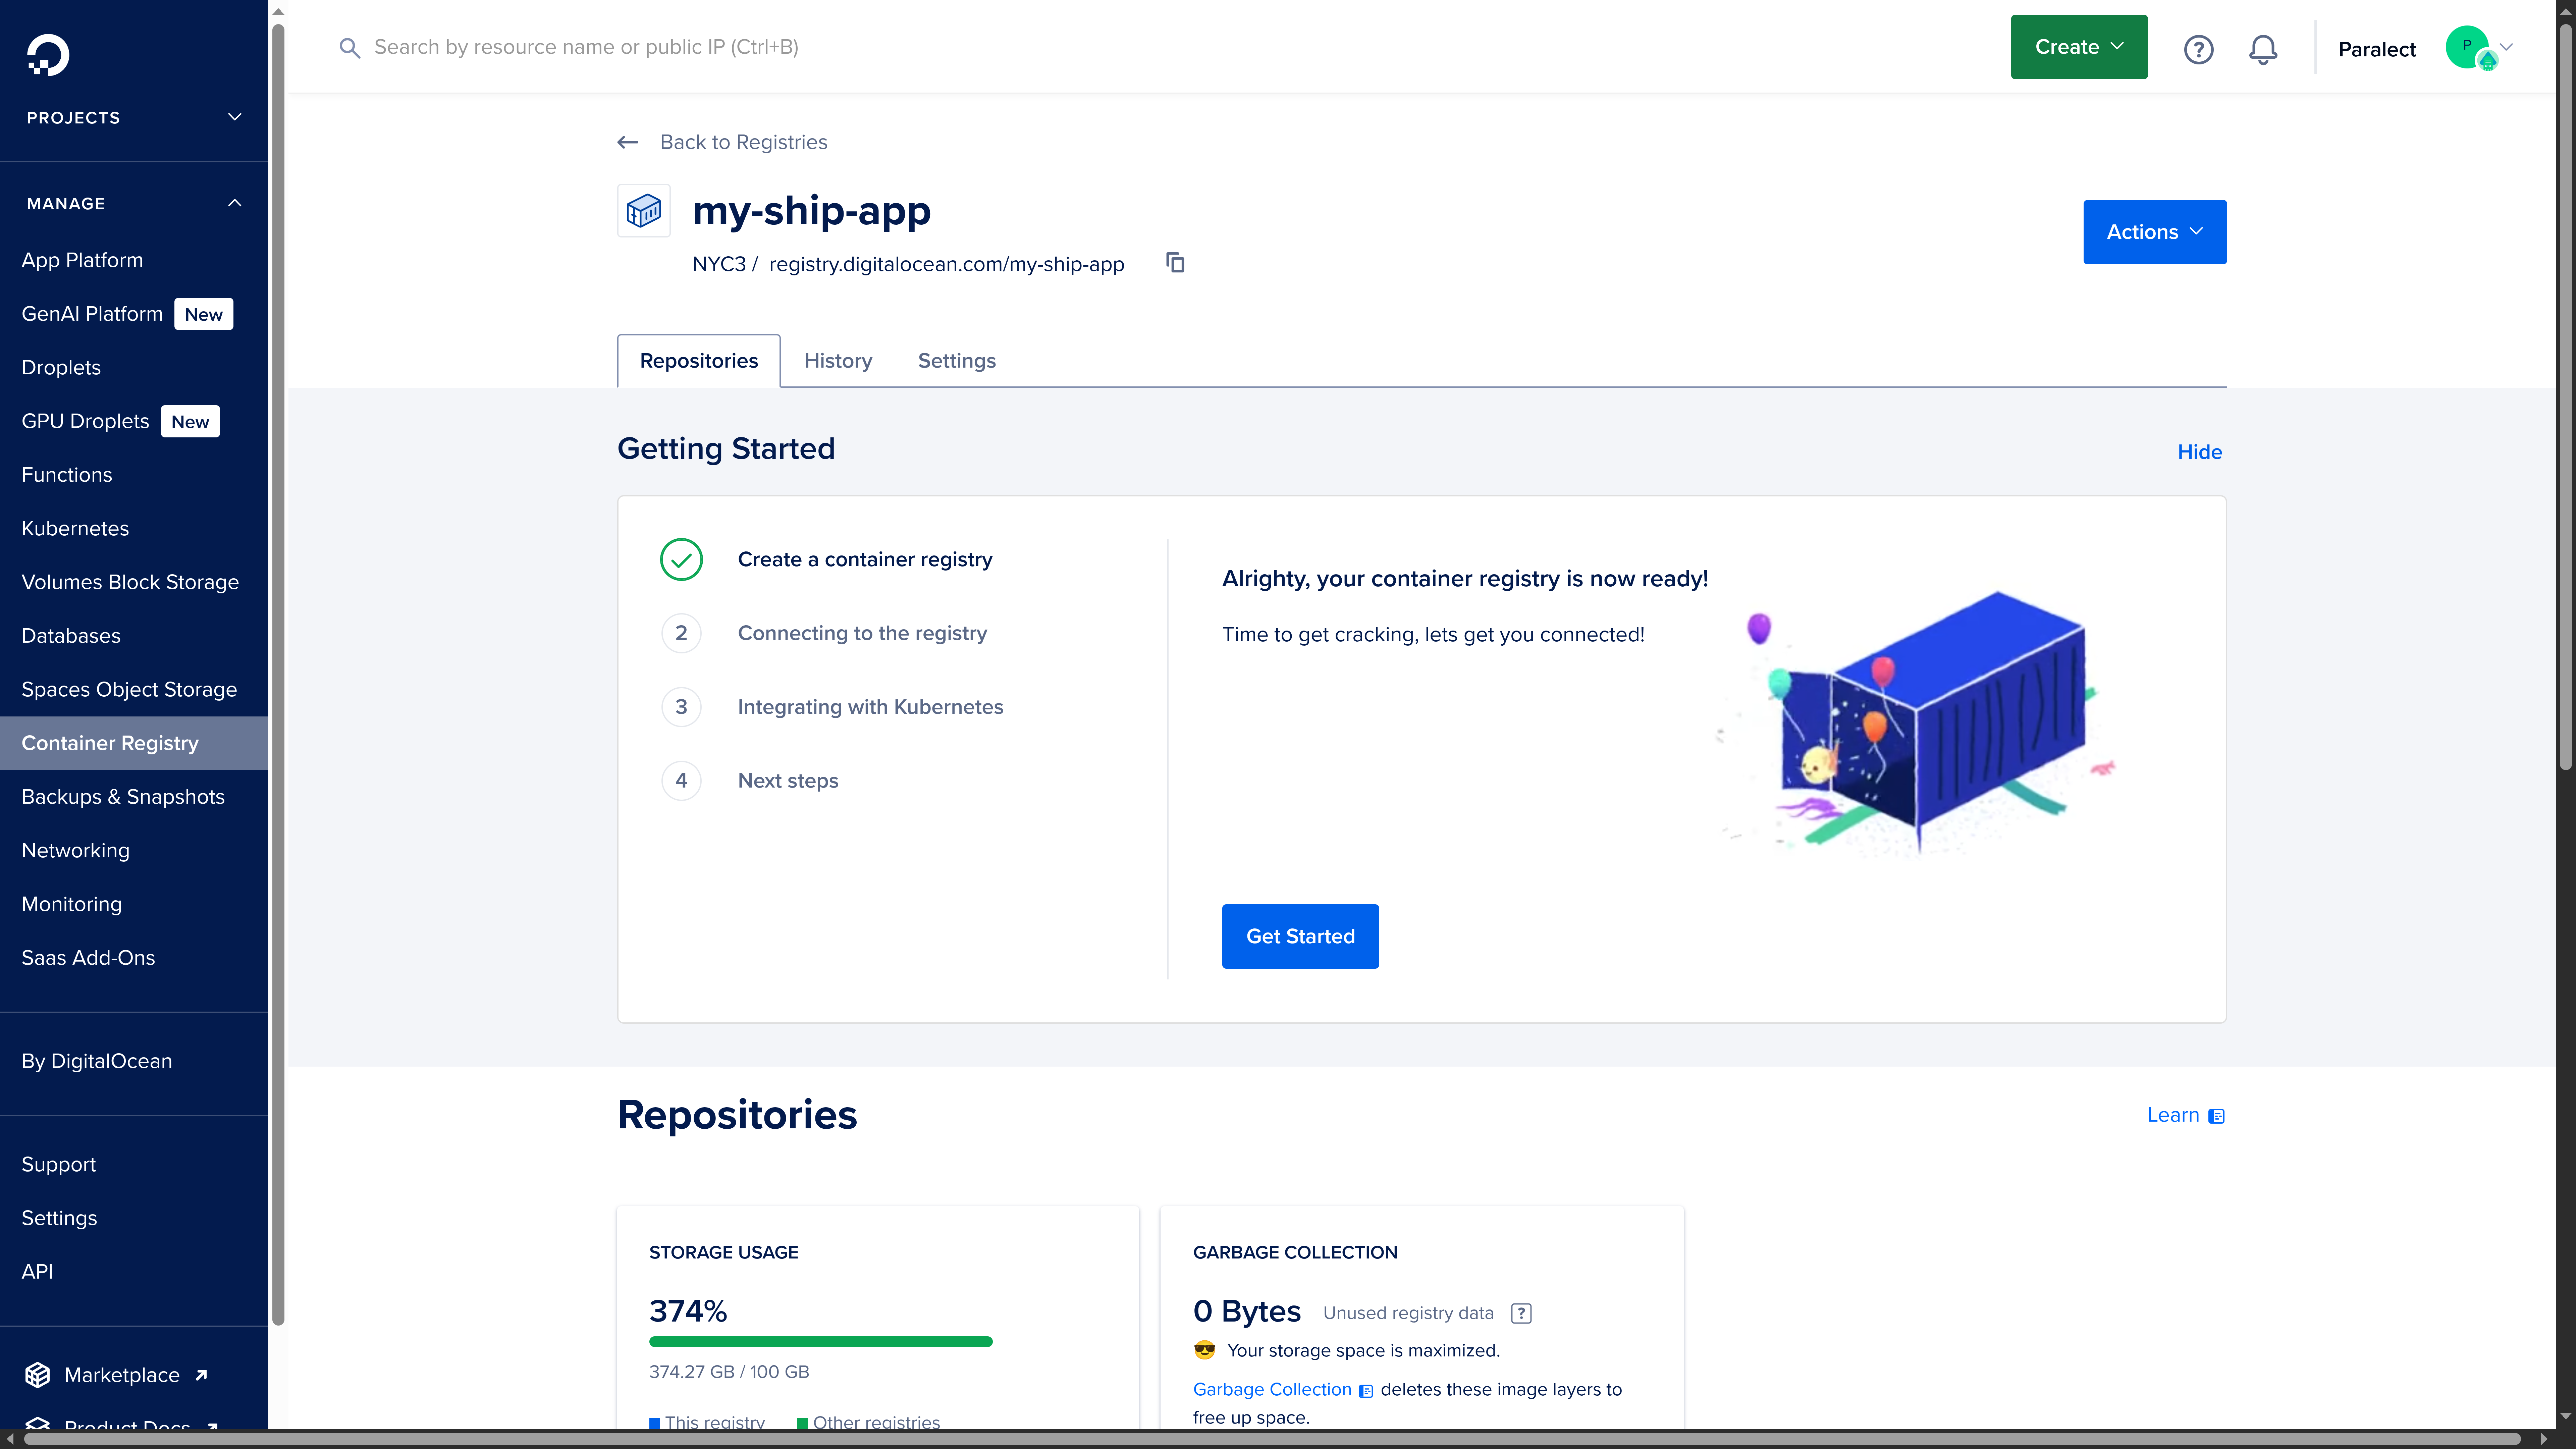 Search by resource name or public IP (Ctrl+B)
Create
Paralect
P
PROJECTS
MANAGE
App Platform
GenAI Platform New
Droplets
GPU Droplets New
Functions
Kubernetes
Volumes Block Storage
Databases
Spaces Object Storage
Container Registry
Backups & Snapshots
Networking
Monitoring
Saas Add-Ons
By DigitalOcean
Support
Settings
API
Marketplace
Product Docs
Back to Registries
my-ship-app
NYC3 / registry.digitalocean.com/my-ship-app
Actions
Repositories History Settings
Getting Started
Hide
Create a container registry
2 Connecting to the registry
3 Integrating with Kubernetes
4 Next steps
Alrighty, your container registry is now ready!
Time to get cracking, lets get you connected!
Get Started
Repositories
Learn
STORAGE USAGE
374%
374.27 GB / 100 GB
This registry Other registries
GARBAGE COLLECTION
0 Bytes Unused registry data ?
😎 Your storage space is maximized.
Garbage Collection deletes these image layers to
free up space.